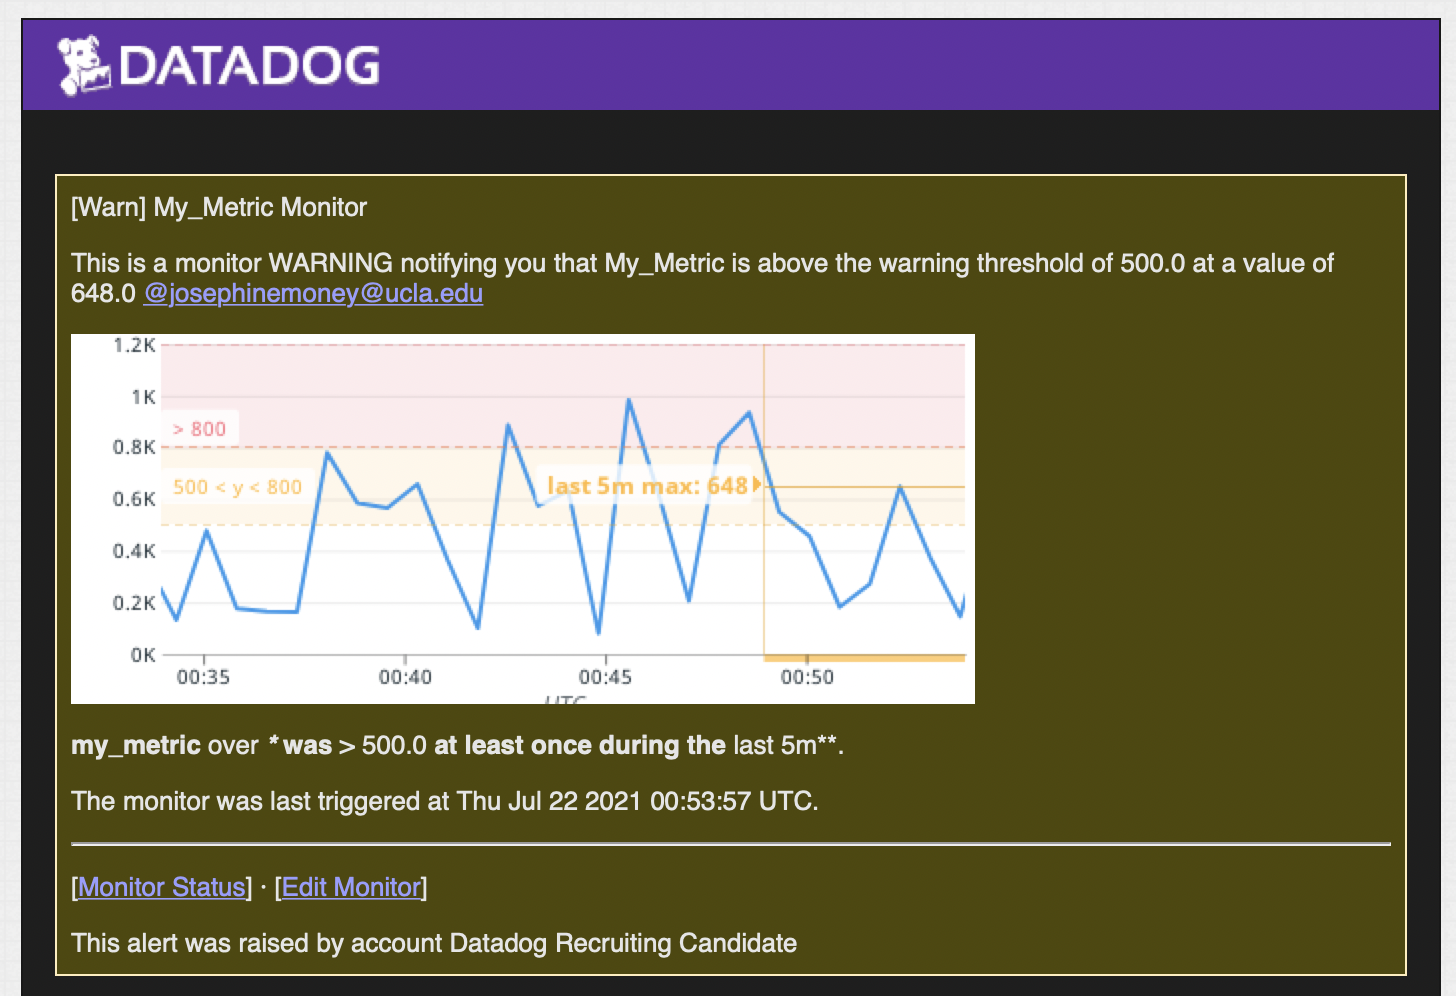 DATADOG
[Warn] My_Metric Monitor
This is a monitor WARNING notifying you that My_Metric is above the warning threshold of 500.0 at a value of
648.0 @josephinemoney@ucla.edu
1.2K
1K
> 800
0.8K
500 < y < 800
last 5m max: 648
0.6K
0.4K
0.2K
0K
00:35 00:40 00:45 00:50
UTC
my_metric over * was > 500.0 at least once during the last 5m**.
The monitor was last triggered at Thu Jul 22 2021 00:53:57 UTC.
[Monitor Status] · [Edit Monitor]
This alert was raised by account Datadog Recruiting Candidate